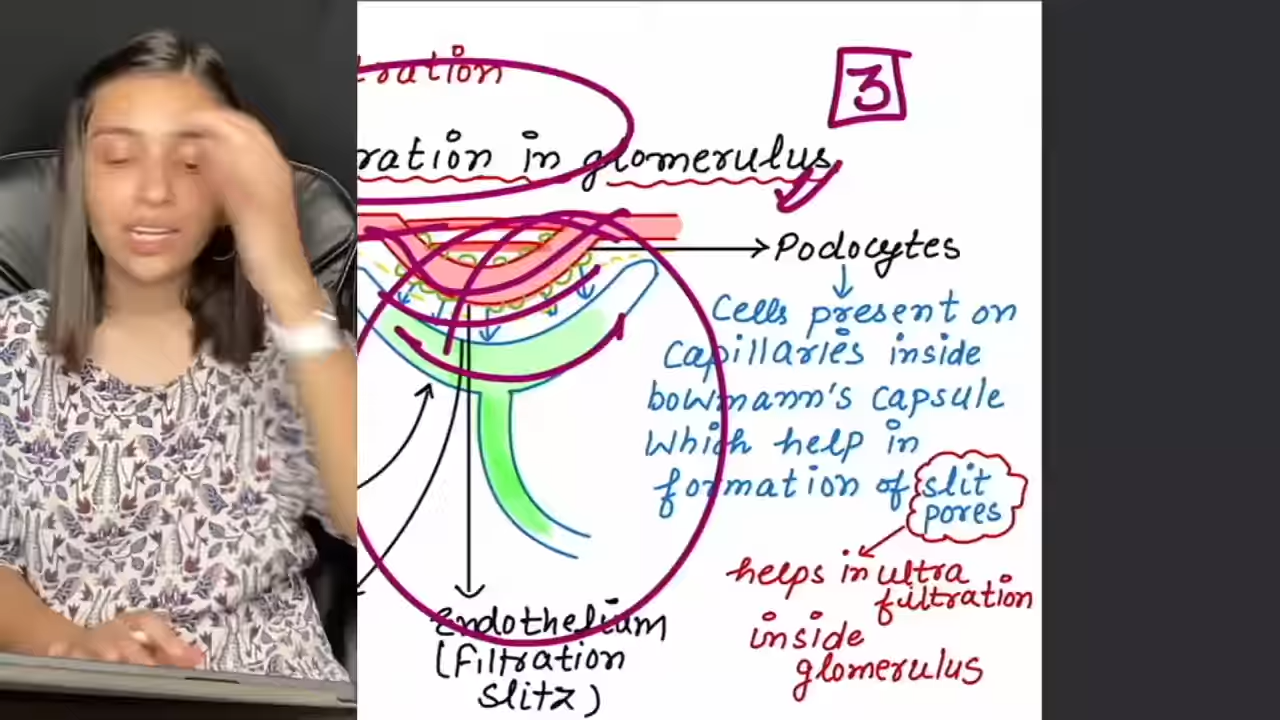 tration
3
ration in glomerulus
Podocytes
Cells present on
Capillaries inside
bowmann's capsule
Which help in
formation of slit
pores
helps in ultra
filtration
inside
glomerulus
Endothelium
(Filtration
Slitz)